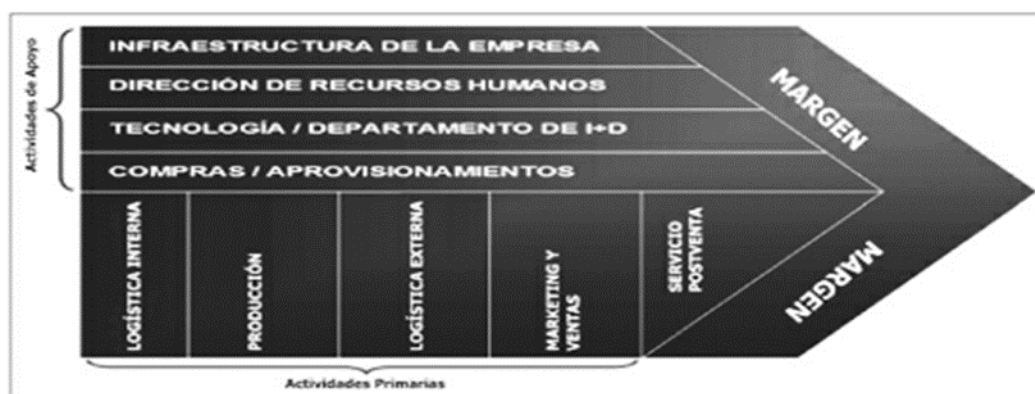 Actividades de Apoyo
INFRAESTRUCTURA DE LA EMPRESA
DIRECCIÓN DE RECURSOS HUMANOS
TECNOLOGÍA / DEPARTAMENTO DE I+D
COMPRAS / APROVISIONAMIENTOS
MARGEN
LOGÍSTICA INTERNA
PRODUCCIÓN
LOGÍSTICA EXTERNA
MARKETING Y
VENTAS
SERVICIO
POSTVENTA
MARGEN
Actividades Primarias